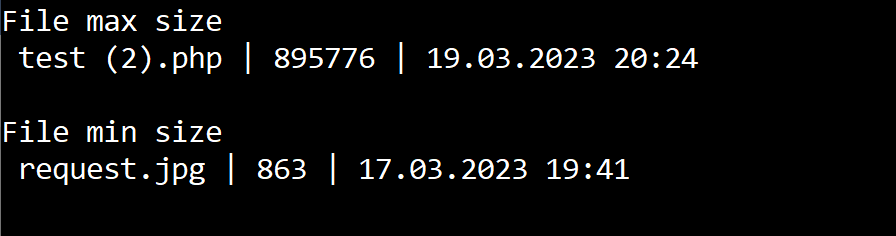 File max size
test (2).php | 895776 | 19.03.2023 20:24
File min size
request.jpg | 863 | 17.03.2023 19:41